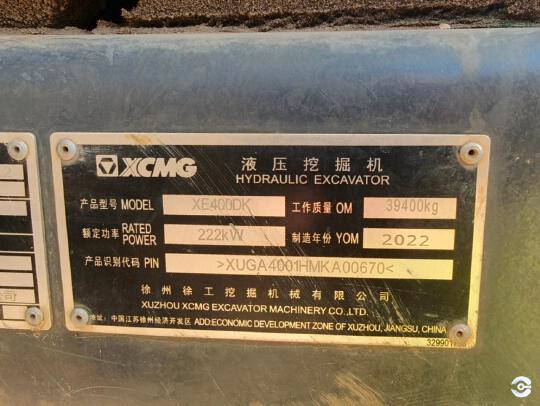 XCMG
液压挖掘机
HYDRAULIC EXCAVATOR
产品型号 MODEL XE400DK 工作质量 OM 39400kg
额定功率 RATED POWER 222kW 制造年份 YOM 2022
产品识别代码 PIN >XUGA4001HMKA00670<
徐州徐工挖掘机械有限公司
XUZHOU XCMG EXCAVATOR MACHINERY CO.,LTD.
地址: 中国江苏徐州经济开发区 ADD:ECONOMIC DEVELOPMENT ZONE OF XUZHOU, JIANGSU, CHINA
公司